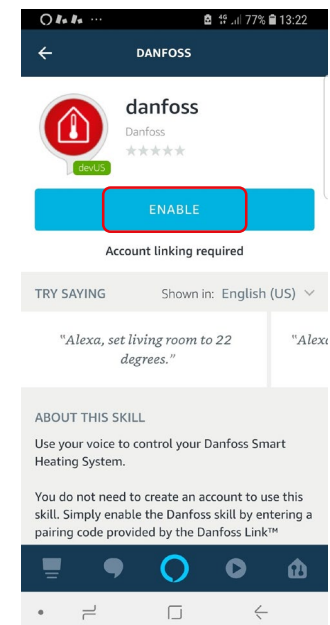 4G 77% 13:22
DANFOSS
danfoss
Danfoss
devUS
ENABLE
Account linking required
TRY SAYING Shown in: English (US)
"Alexa, set living room to 22 "Alexa
degrees."
ABOUT THIS SKILL
Use your voice to control your Danfoss Smart
Heating System.
You do not need to create an account to use this
skill. Simply enable the Danfoss skill by entering a
pairing code provided by the Danfoss Link™